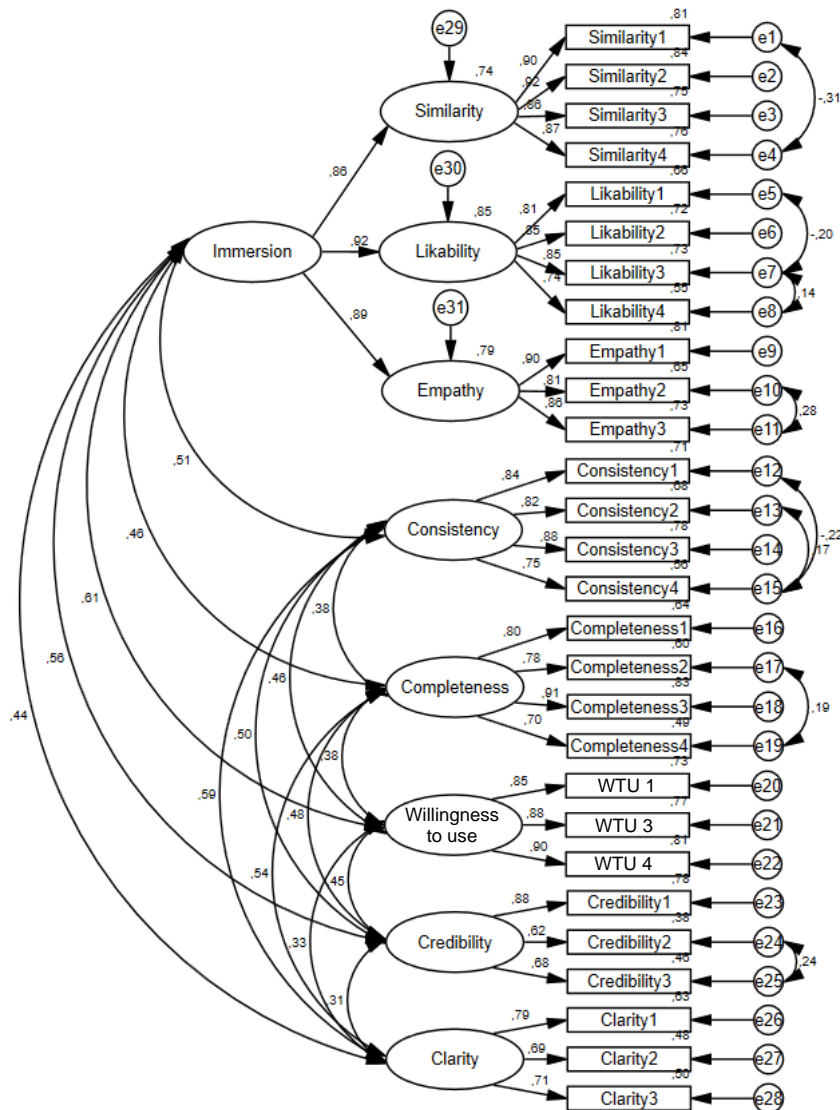 e29
,81
Similarity1
e1
,90
,84
,74
Similarity2
e2
,92
,75
Similarity
,86
Similarity3
e3
-,31
,87
,76
Similarity4
e4
,86
e30
,66
Likability1
e5
,85
,81
,72
Likability2
e6
-,20
Immersion
,92
Likability
,85
,73
,85
Likability3
e7
,74
,55
,14
Likability4
e8
,89
e31
,81
,79
,90
Empathy1
e9
,65
Empathy
,81
Empathy2
e10
,86
,73
,28
Empathy3
e11
,71
,51
,84
Consistency1
e12
,68
Consistency
,82
Consistency2
e13
,78
-,22
,88
Consistency3
e14
17
,46
,75
,56
Consistency4
e15
,64
,38
,80
Completeness1
e16
,61
,60
,56
,46
,78
Completeness2
e17
Completeness
,83
,91
Completeness3
e18
,19
,44
,50
,70
,49
Completeness4
e19
,38
,73
,59
,85
WTU 1
e20
,77
,48
Willingness
to use
,88
WTU 3
e21
,81
,90
WTU 4
e22
,54
,45
,78
,88
Credibility1
e23
,38
,33
Credibility
,62
Credibility2
e24
,68
,46
,24
Credibility3
e25
,31
,63
,79
Clarity1
e26
,48
Clarity
,69
Clarity2
e27
,71
,50
Clarity3
e28